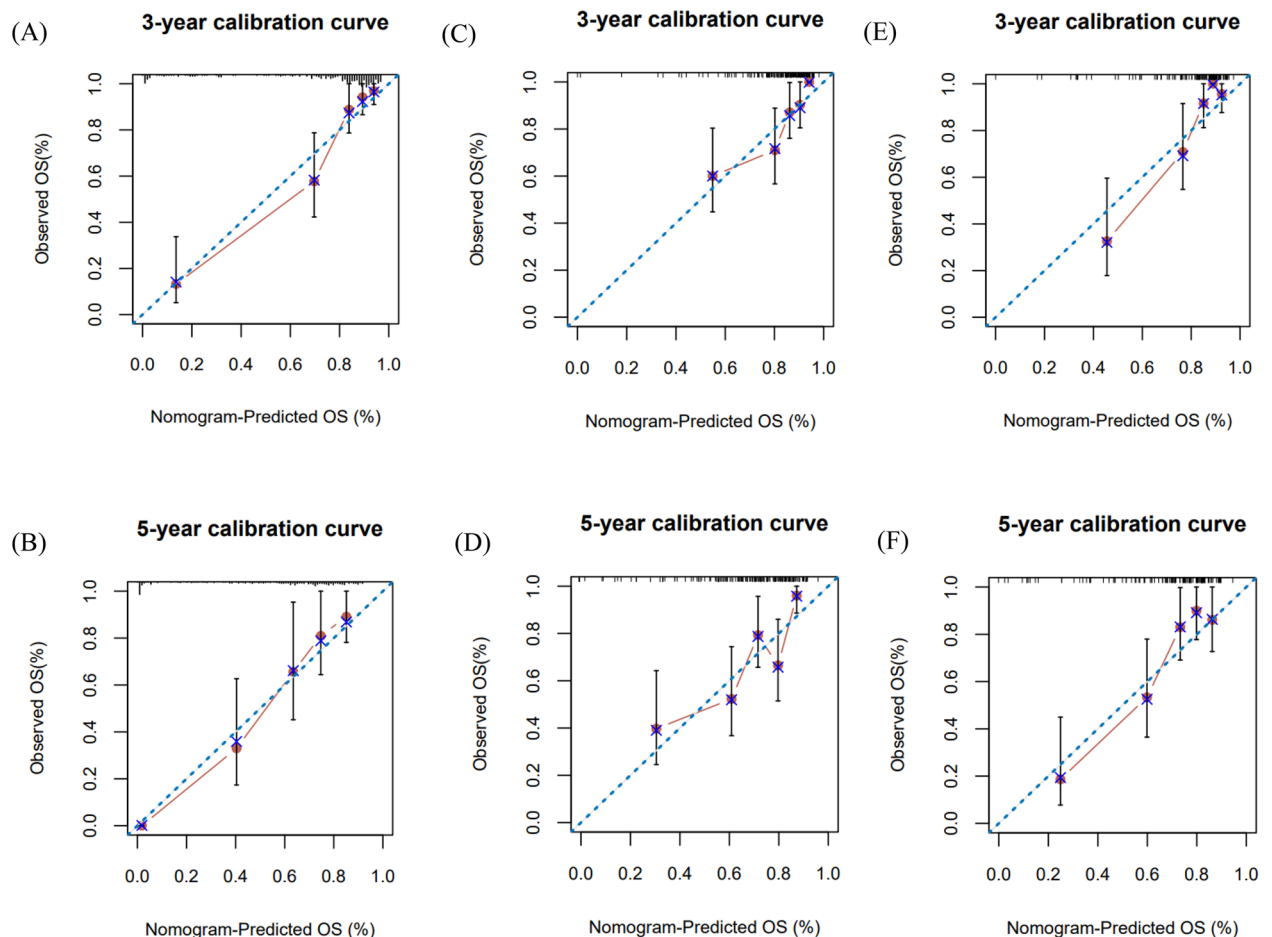 (A)
3-year calibration curve
Observed OS(%)
1.0
0.8
0.6
0.4
0.2
0.0
0.0 0.2 0.4 0.6 0.8 1.0
Nomogram-Predicted OS (%)
(C)
3-year calibration curve
Observed OS(%)
1.0
0.8
0.6
0.4
0.2
0.0
0.0 0.2 0.4 0.6 0.8 1.0
Nomogram-Predicted OS (%)
(E)
3-year calibration curve
Observed OS(%)
1.0
0.8
0.6
0.4
0.2
0.0
0.0 0.2 0.4 0.6 0.8 1.0
Nomogram-Predicted OS (%)
(B)
5-year calibration curve
Observed OS(%)
1.0
0.8
0.6
0.4
0.2
0.0
0.0 0.2 0.4 0.6 0.8 1.0
Nomogram-Predicted OS (%)
(D)
5-year calibration curve
Observed OS(%)
1.0
0.8
0.6
0.4
0.2
0.0
0.0 0.2 0.4 0.6 0.8 1.0
Nomogram-Predicted OS (%)
(F)
5-year calibration curve
Observed OS(%)
1.0
0.8
0.6
0.4
0.2
0.0
0.0 0.2 0.4 0.6 0.8 1.0
Nomogram-Predicted OS (%)